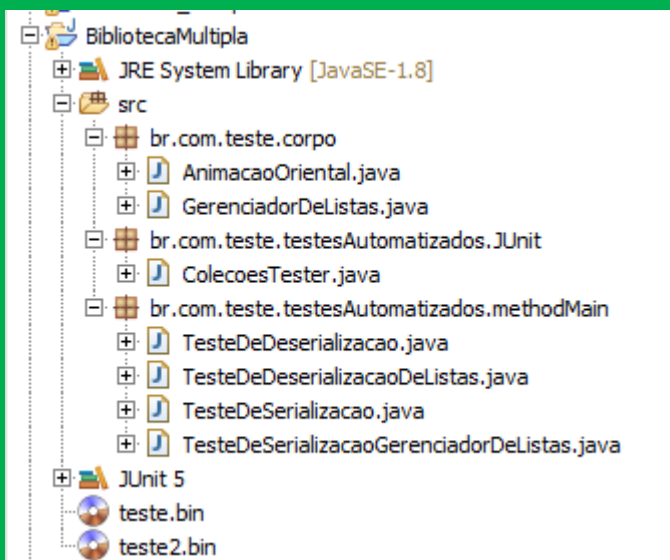 BibliotecaMultipla
JRE System Library [JavaSE-1.8]
src
br.com.teste.corpo
AnimacaoOriental.java
GerenciadorDeListas.java
br.com.teste.testesAutomatizados.JUnit
ColecoesTester.java
br.com.teste.testesAutomatizados.methodMain
TesteDeDeserializacao.java
TesteDeDeserializacaoDeListas.java
TesteDeSerializacao.java
TesteDeSerializacaoGerenciadorDeListas.java
JUnit 5
teste.bin
teste2.bin